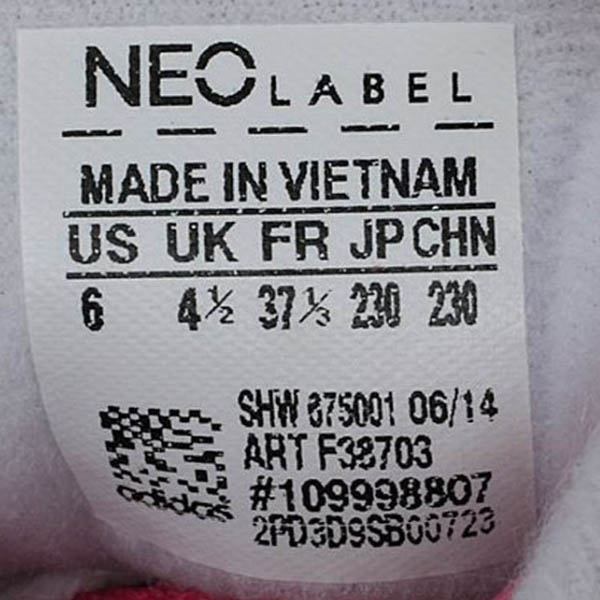 NEO LABEL
MADE IN VIETNAM
US UK FR JP CHN
6 4½ 37⅓ 230 230
SHW 675001 06/14
ART F38703
#109998807
2PD3D9SB00723
adidas